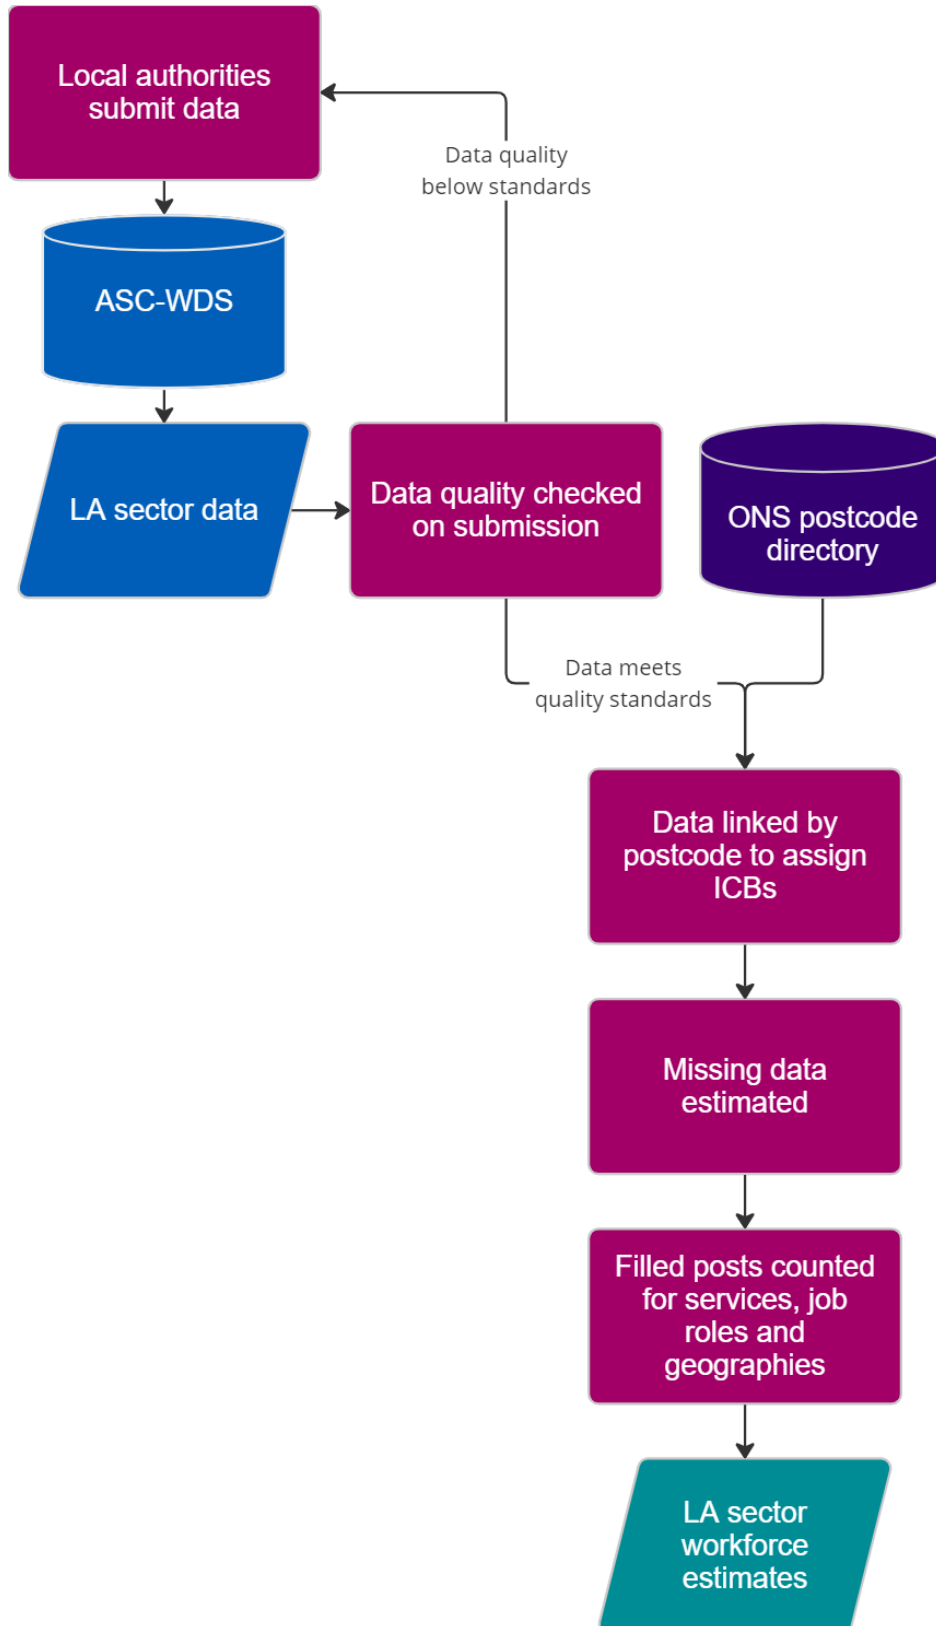 Local authorities
submit data
Data quality
below standards
ASC-WDS
LA sector data
Data quality checked
on submission
ONS postcode
directory
Data meets
quality standards
Data linked by
postcode to assign
ICBs
Missing data
estimated
Filled posts counted
for services, job
roles and
geographies
LA sector
workforce
estimates